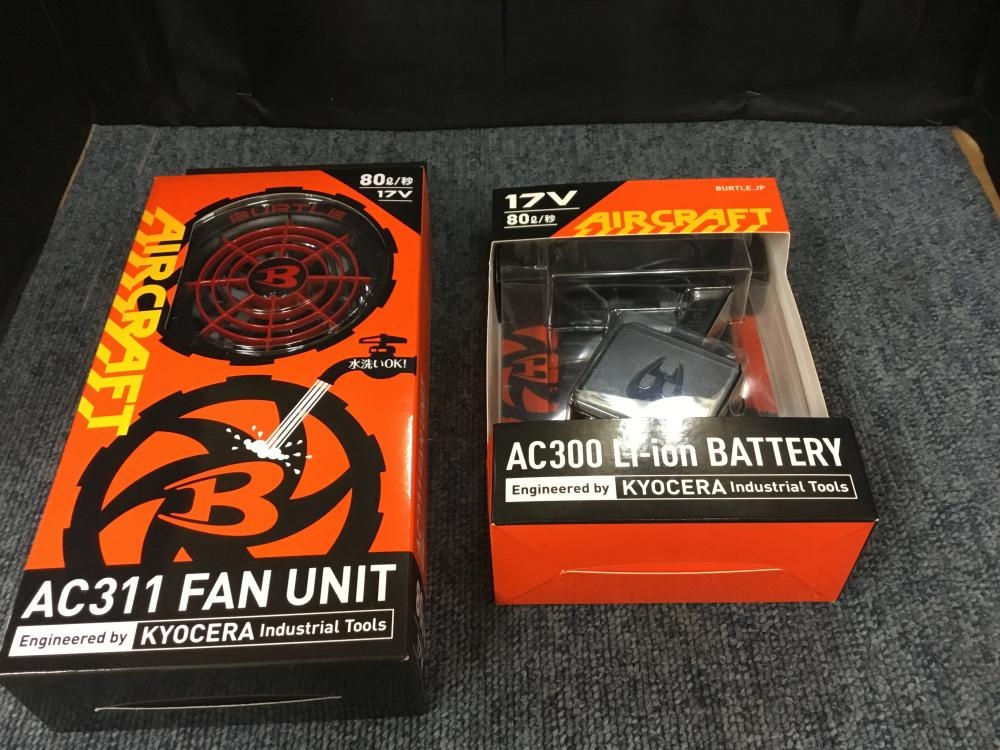 80ℓ/秒
17V
BURTLE
AIRCRAFT
B
水洗いOK!
B
AC311 FAN UNIT
Engineered by KYOCERA Industrial Tools
17V
80ℓ/秒
BURTLE.JP
AIRCRAFT
AC300 Li-ion BATTERY
Engineered by KYOCERA Industrial Tools